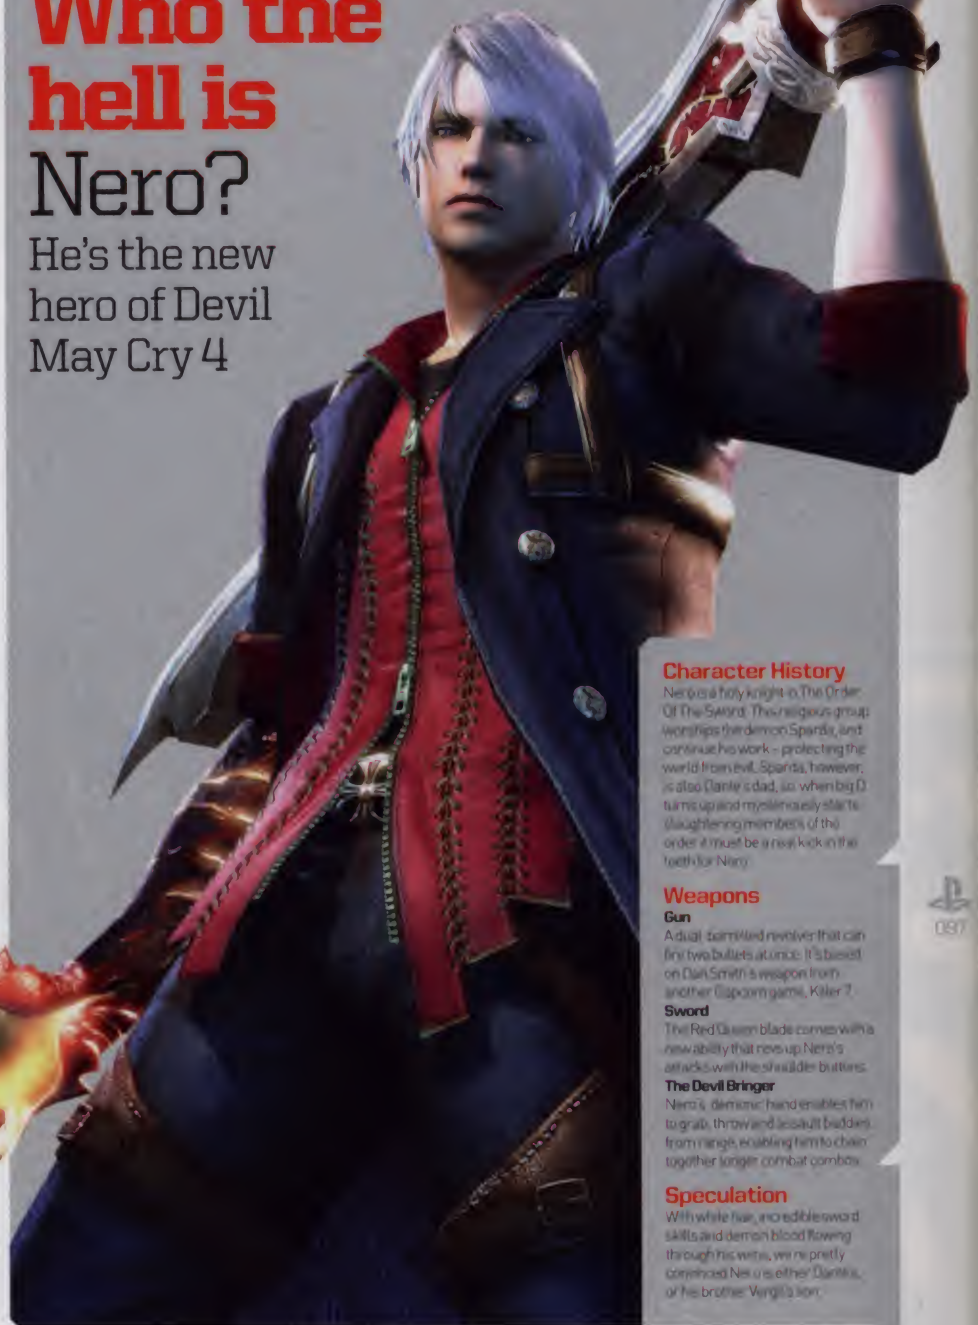 Who the
hell is
Nero?
He's the new
hero of Devil
May Cry 4
Character History
Nero is a holy knight in The Order
Of The Sword. This religious group
worships the demon Sparda, and
continue his work - protecting the
world from evil. Sparda, however,
is also Dante's dad, so when big D
turns up and mysteriously starts
slaughtering members of the
order it must be a real kick in the
teeth for Nero.
Weapons
Gun
A dual-barrelled revolver that can
fire two bullets at once. It's based
on Dan Smith's weapon from
another Capcom game, Killer 7.
Sword
The Red Queen blade comes with a
new ability that revs up Nero's
attacks with the shoulder buttons.
The Devil Bringer
Nero's 'demonic' hand enables him
to grab, throw and assault baddies
from range, enabling him to chain
together longer combat combos.
Speculation
With white hair, incredible sword
skills and demon blood flowing
through his veins, we're pretty
convinced Nero is either Dante's,
or his brother Vergil's son.
097